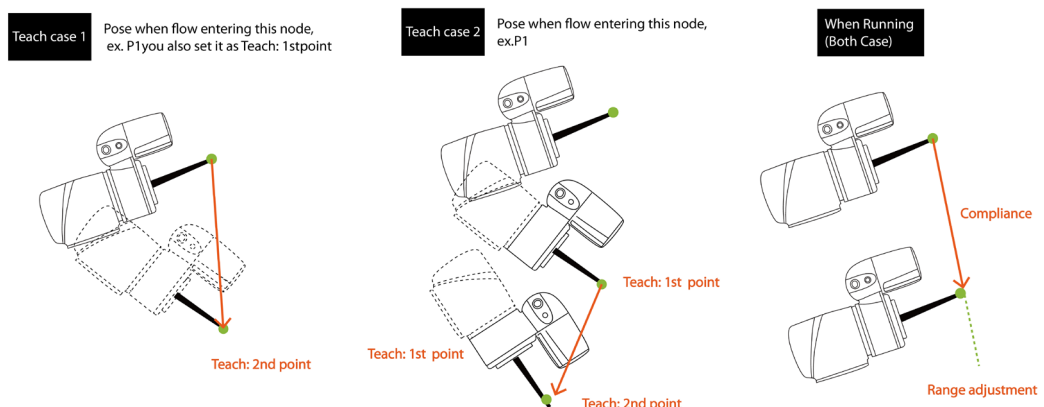 Teach case 1
Pose when flow entering this node,
ex. P1you also set it as Teach: 1stpoint
Teach: 2nd point
Teach case 2
Pose when flow entering this node,
ex.P1
Teach: 1st point
Teach: 1st point
Teach: 2nd point
When Running
(Both Case)
Compliance
Range adjustment